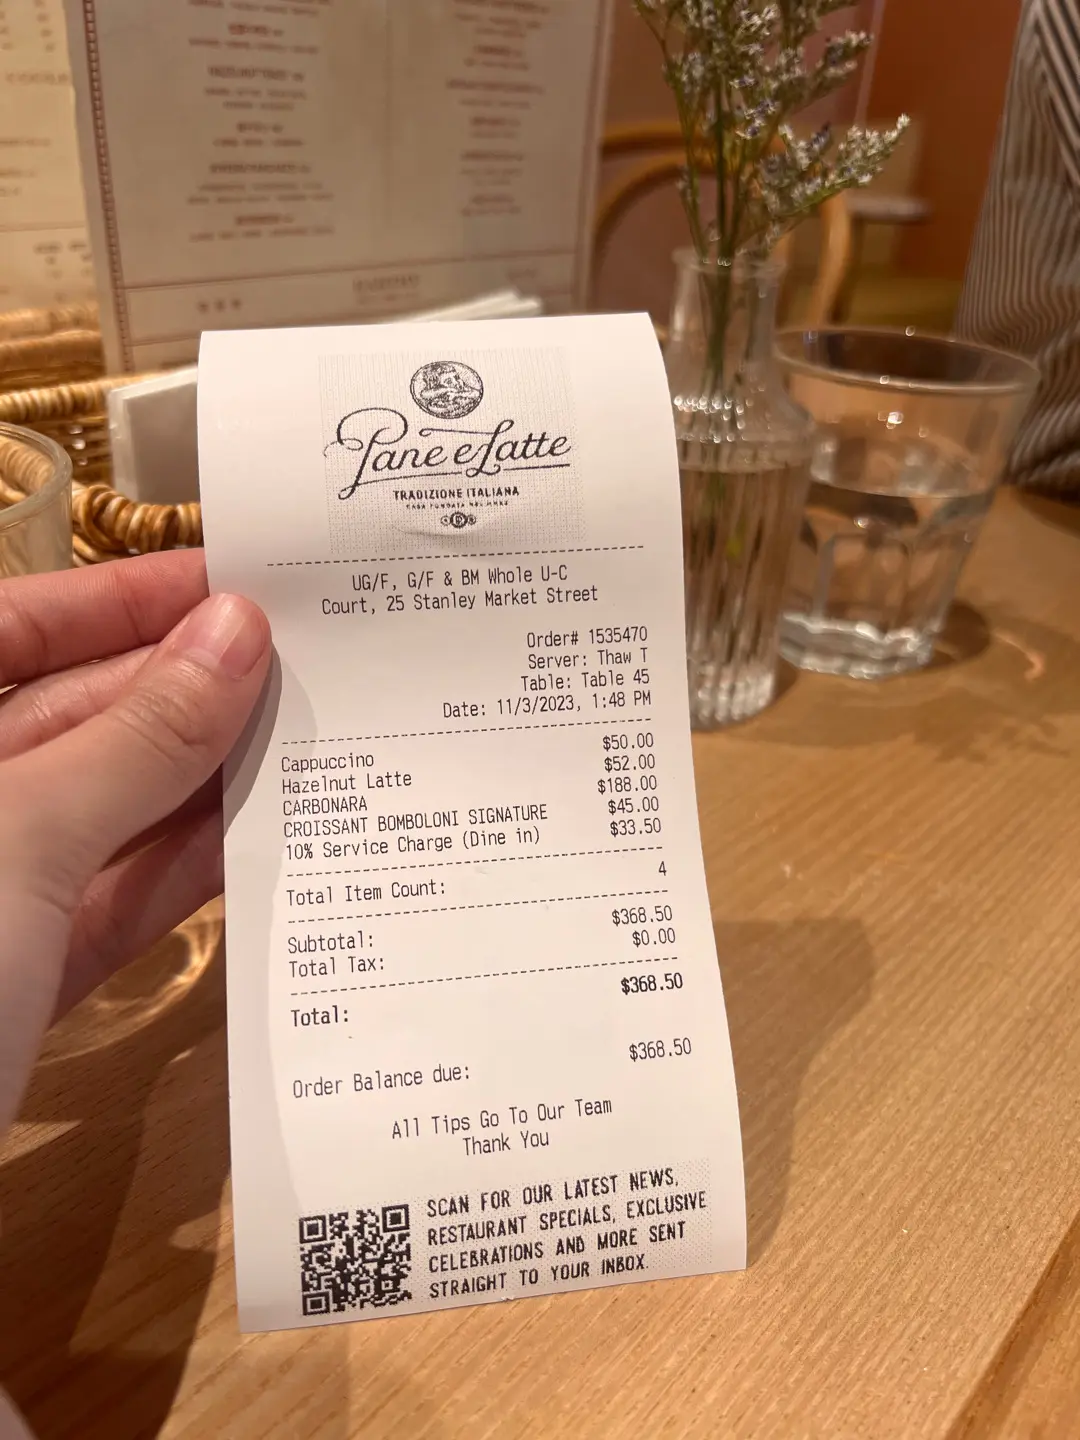 Pane e Latte
TRADIZIONE ITALIANA
UG/F, G/F & BM Whole U-C
Court, 25 Stanley Market Street
Order# 1535470
Server: Thaw T
Table: Table 45
Date: 11/3/2023, 1:48 PM
Cappuccino $50.00
Hazelnut Latte $52.00
CARBONARA $188.00
CROISSANT BOMBOLONI SIGNATURE $45.00
10% Service Charge (Dine in) $33.50
Total Item Count: 4
Subtotal: $368.50
Total Tax: $0.00
Total: $368.50
Order Balance due: $368.50
All Tips Go To Our Team
Thank You
SCAN FOR OUR LATEST NEWS,
RESTAURANT SPECIALS, EXCLUSIVE
CELEBRATIONS AND MORE SENT
STRAIGHT TO YOUR INBOX.